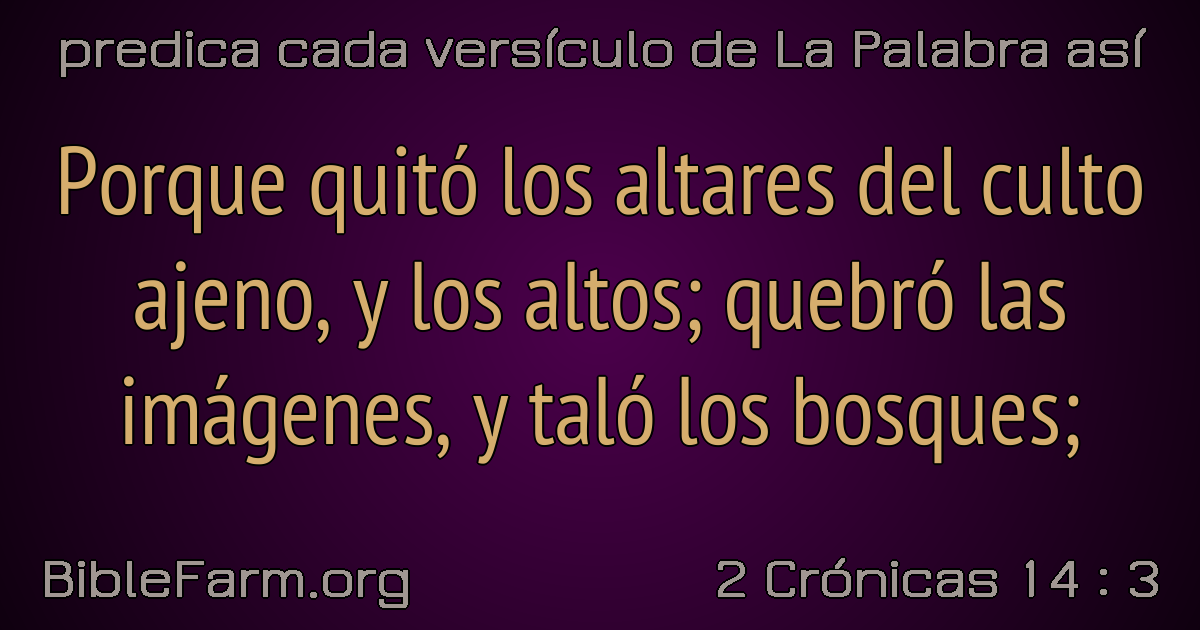 predica cada versículo de La Palabra así
Porque quitó los altares del culto
ajeno, y los altos; quebró las
imágenes, y taló los bosques;
BibleFarm.org
2 Crónicas 14 : 3